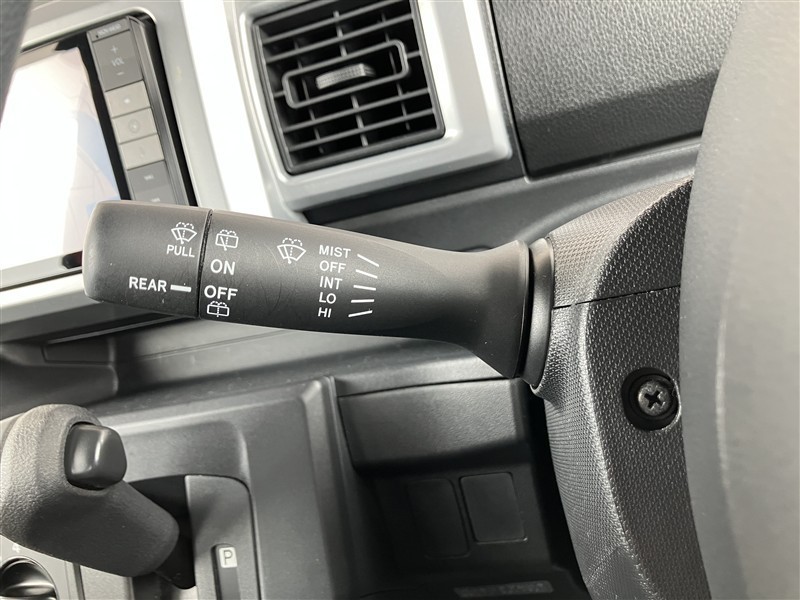 VOL
PULL
REAR
ON
OFF
MIST
OFF
INT
LO
HI
P